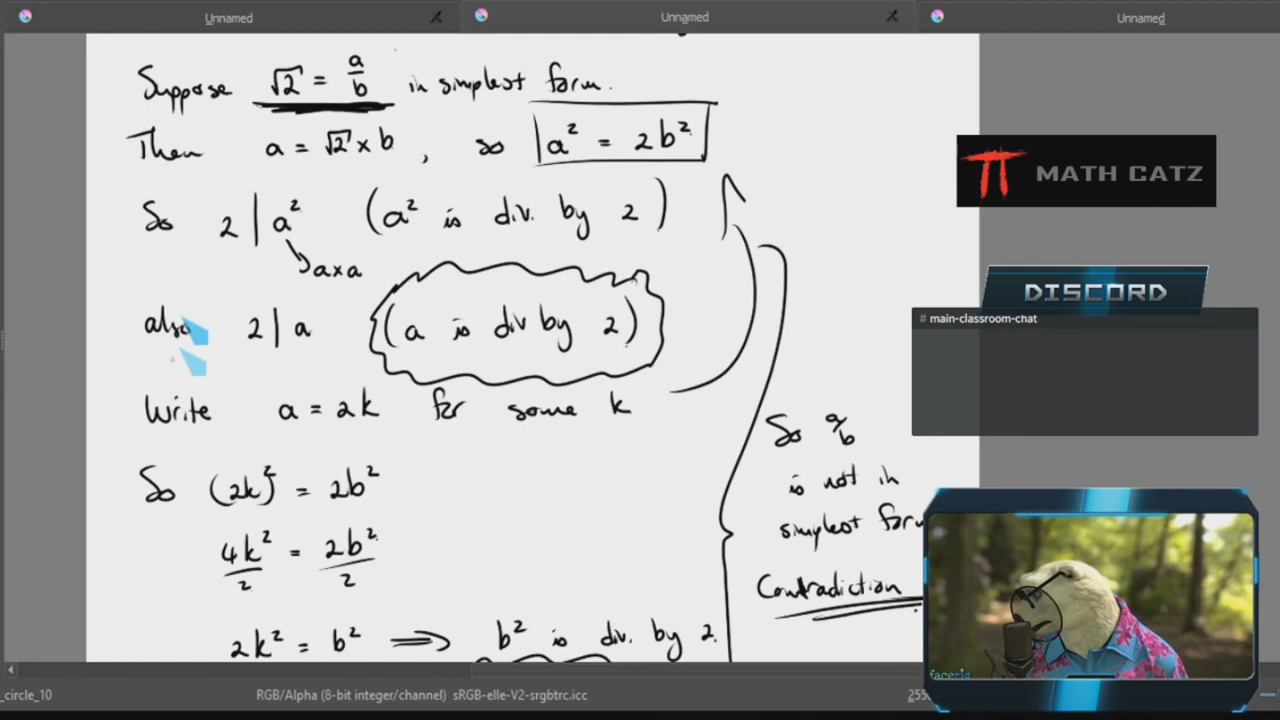 Unnamed Unnamed Unnamed
Suppose √2 = a/b in simplest form.
Then a = √2 × b , so a² = 2b²
So 2 | a² (a² is div. by 2)
a×a
also 2 | a (a is div by 2)
Write a = 2k for some k
So (2k)² = 2b²
4k²/2 = 2b²/2
2k² = b² ⟹ b² is div. by 2.
So a/b
is not in
simplest form
Contradiction
π MATH CATZ
DISCORD
# main-classroom-chat
facerig
_circle_10 RGB/Alpha (8-bit integer/channel) sRGB-elle-V2-srgbtrc.icc